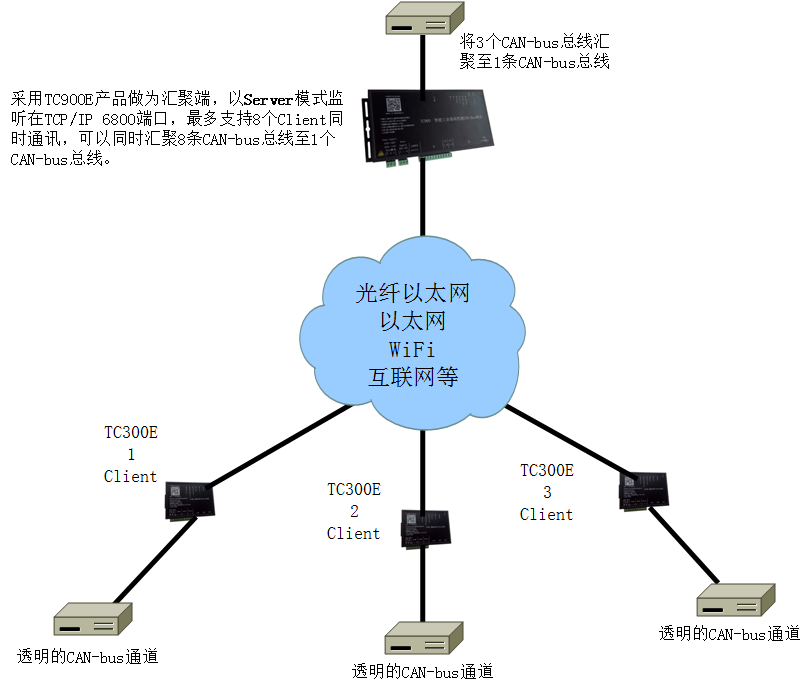 将3个CAN-bus总线汇
聚至1条CAN-bus总线
采用TC900E产品做为汇聚端，以Server模式监
听在TCP/IP 6800端口，最多支持8个Client同
时通讯，可以同时汇聚8条CAN-bus总线至1个
CAN-bus总线。
光纤以太网
以太网
WiFi
互联网等
TC300E
1
Client
TC300E
2
Client
TC300E
3
Client
透明的CAN-bus通道
透明的CAN-bus通道
透明的CAN-bus通道